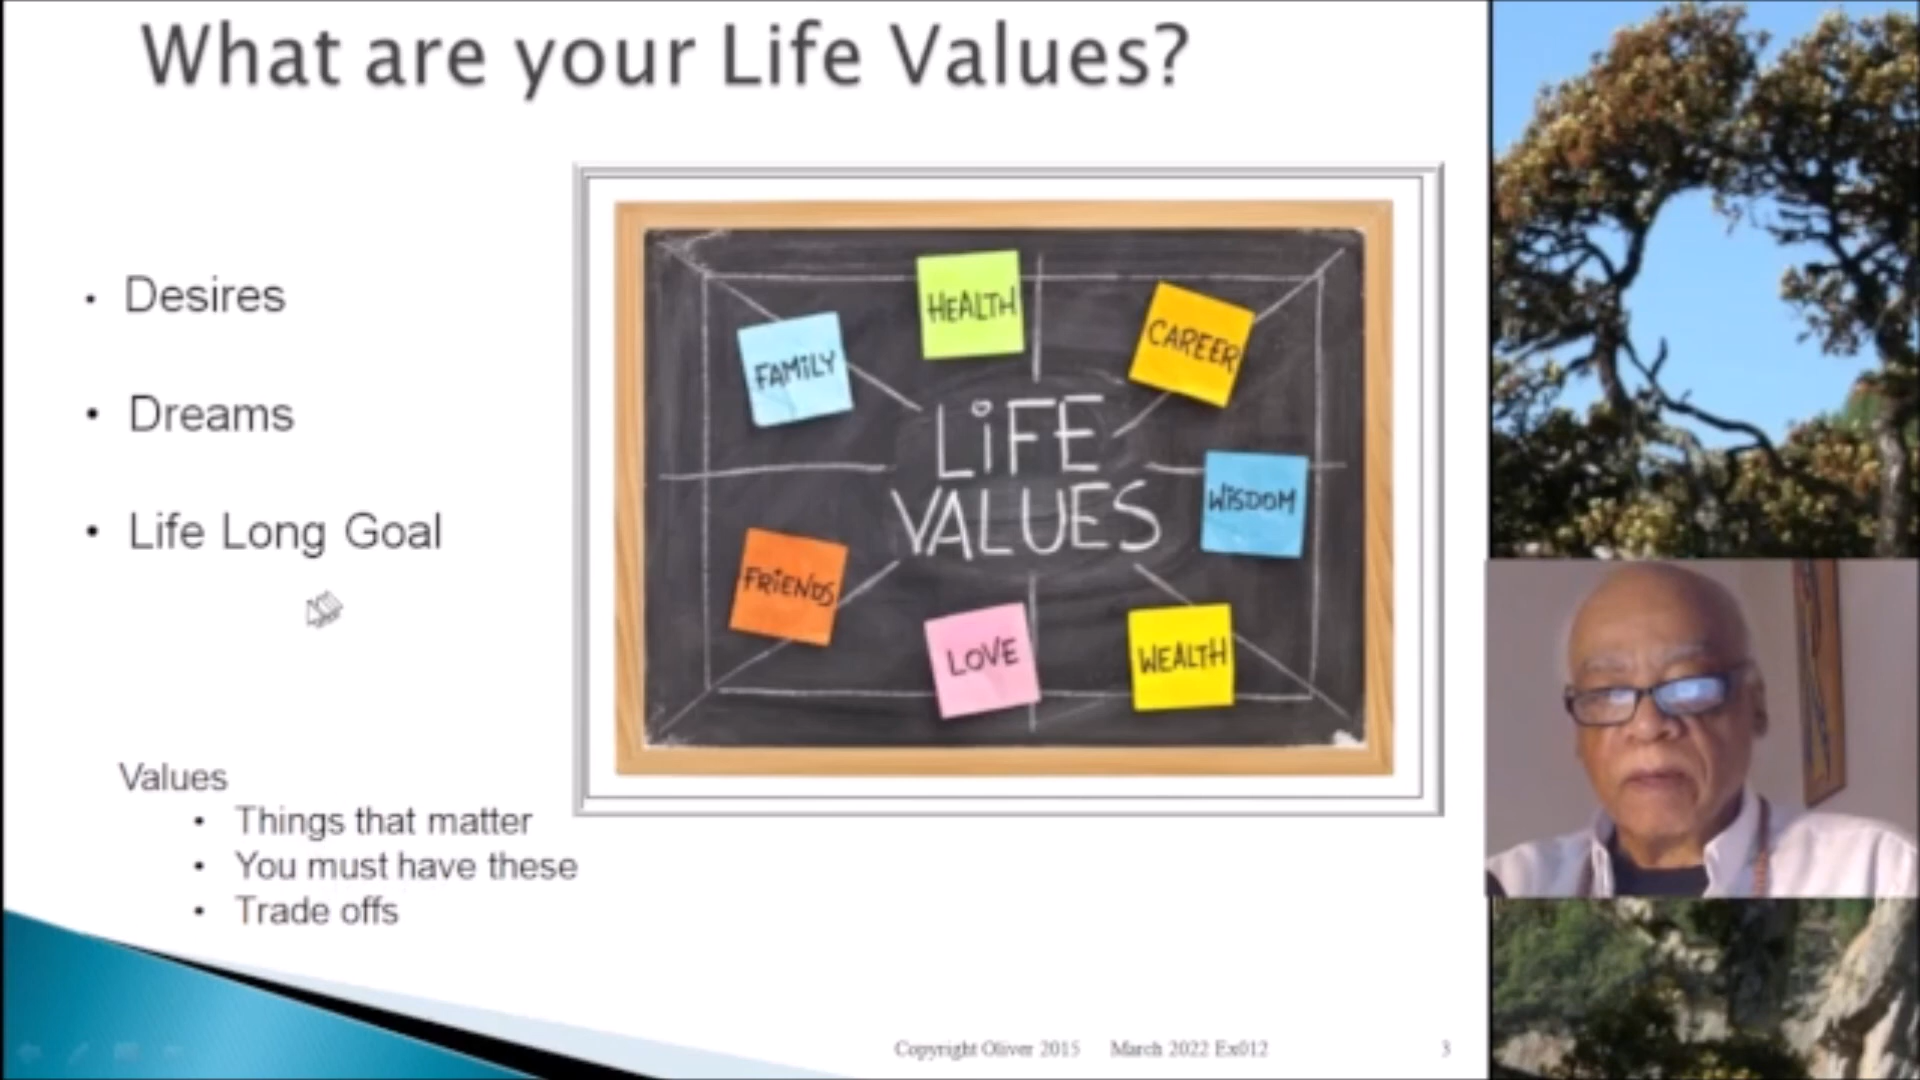 What are your Life Values?
• Desires
• Dreams
• Life Long Goal
HEALTH
CAREER
FAMiLY
LiFE
VALUES
WiSDOM
FRiENDS
LOVE
WEALTH
Values
• Things that matter
• You must have these
• Trade offs
Copyright Oliver 2015 March 2022 Ex012 3